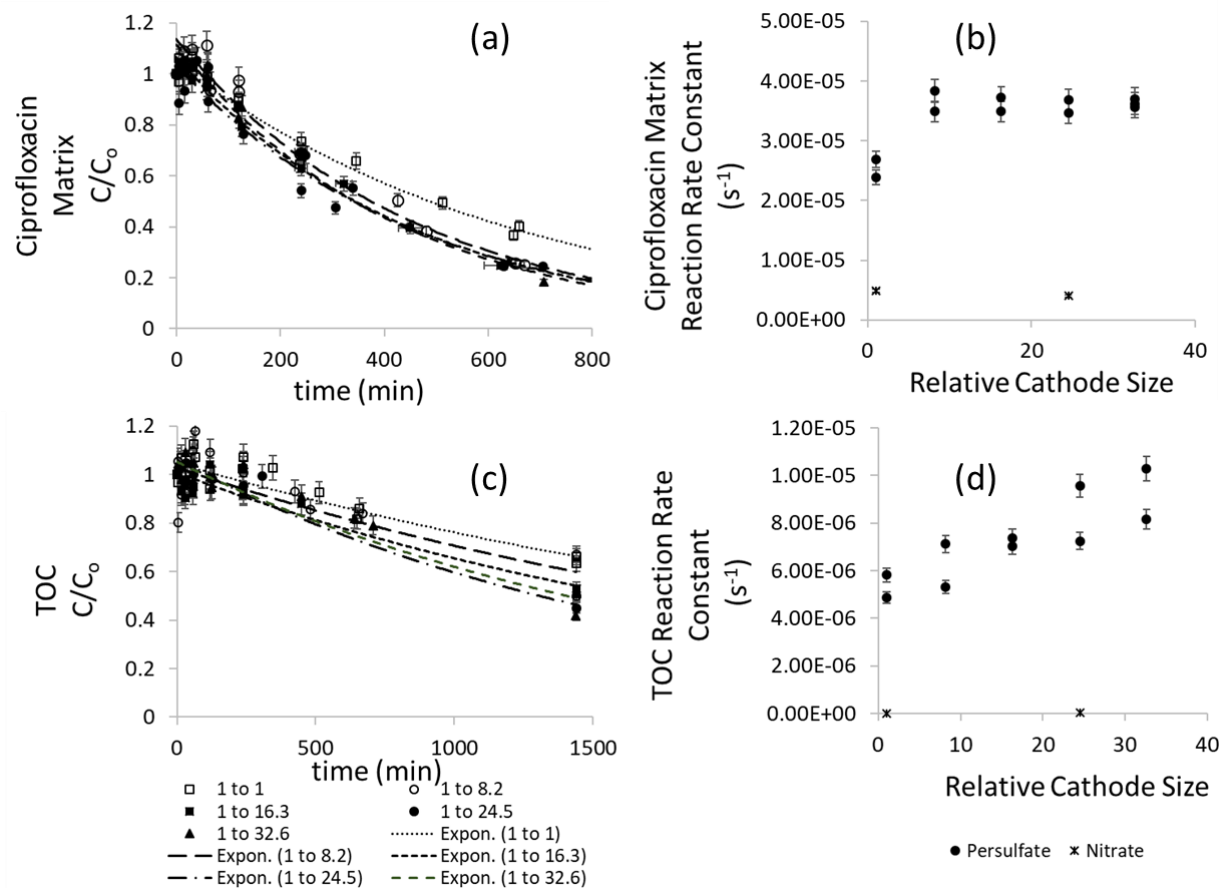 (a)
Ciprofloxacin
Matrix
C/Co
1.2
1
0.8
0.6
0.4
0.2
0
0 200 400 600 800
time (min)
(b)
Ciprofloxacin Matrix
Reaction Rate Constant
(s-1)
5.00E-05
4.00E-05
3.00E-05
2.00E-05
1.00E-05
0.00E+00
0 20 40
Relative Cathode Size
(c)
TOC
C/Co
1.2
1
0.8
0.6
0.4
0.2
0
0 500 1000 1500
time (min)
1 to 1 1 to 8.2
1 to 16.3 1 to 24.5
1 to 32.6 Expon. (1 to 1)
Expon. (1 to 8.2) Expon. (1 to 16.3)
Expon. (1 to 24.5) Expon. (1 to 32.6)
(d)
TOC Reaction Rate
Constant
(s-1)
1.20E-05
1.00E-05
8.00E-06
6.00E-06
4.00E-06
2.00E-06
0.00E+00
0 10 20 30 40
Relative Cathode Size
Persulfate Nitrate